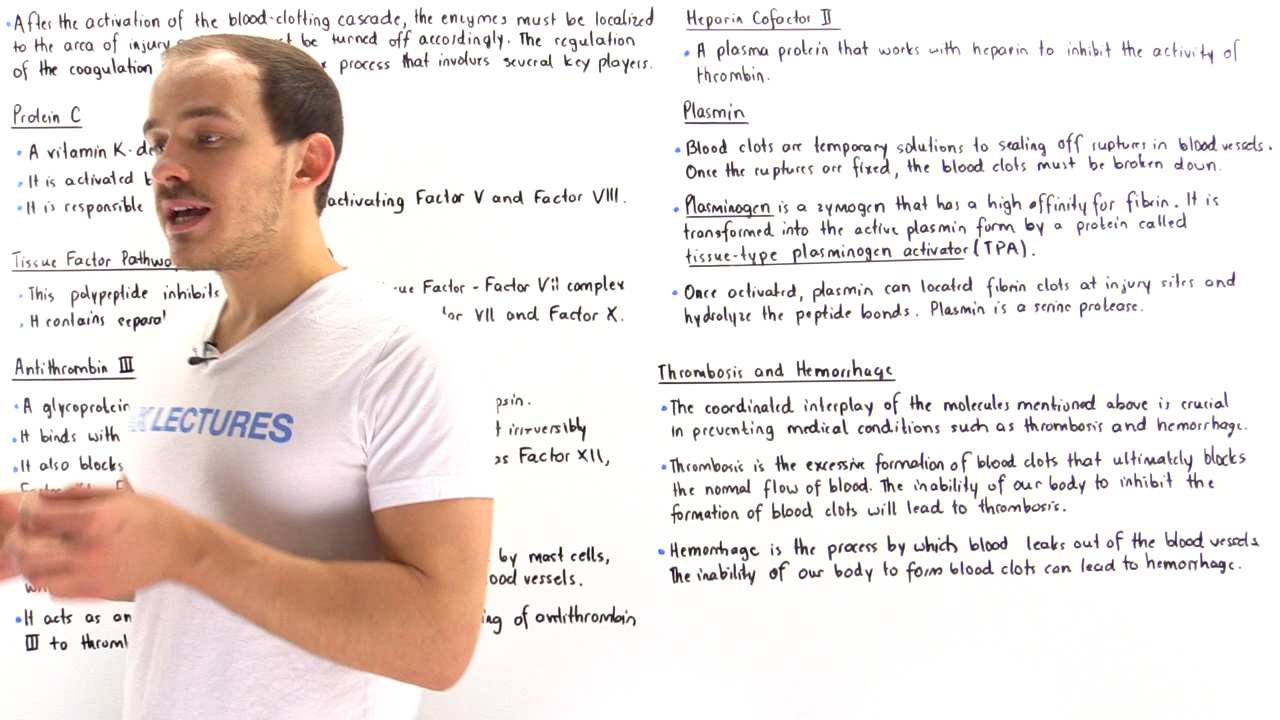 • After the activation of the blood-clotting cascade, the enzymes must be localized
to the area of injury be turned off accordingly. The regulation
of the coagulation process that involves several key players.
Protein C
• A vitamin K-
• It is activated
• It is responsible activating Factor V and Factor VIII.
Tissue Factor
• This polypeptide inhibits Factor - Factor VII complex
• It contains VII and Factor X.
Antithrombin III
• A glycoprotein
• It binds with irreversibly
• It also blocks as Factor XII,
by mast cells,
vessels.
• It acts as an of antithrombin
III to
LECTURES
Heparin Cofactor II
• A plasma protein that works with heparin to inhibit the activity of
thrombin.
Plasmin
• Blood clots are temporary solutions to sealing off ruptures in blood vessels.
Once the ruptures are fixed, the blood clots must be broken down.
• Plasminogen is a zymogen that has a high affinity for fibrin. It is
transformed into the active plasmin form by a protein called
tissue-type plasminogen activator (TPA).
• Once activated, plasmin can located fibrin clots at injury sites and
hydrolyze the peptide bonds. Plasmin is a serine protease.
Thrombosis and Hemorrhage
• The coordinated interplay of the molecules mentioned above is crucial
in preventing medical conditions such as thrombosis and hemorrhage.
• Thrombosis is the excessive formation of blood clots that ultimately blocks
the normal flow of blood. The inability of our body to inhibit the
formation of blood clots will lead to thrombosis.
• Hemorrhage is the process by which blood leaks out of the blood vessels.
The inability of our body to form blood clots can lead to hemorrhage.